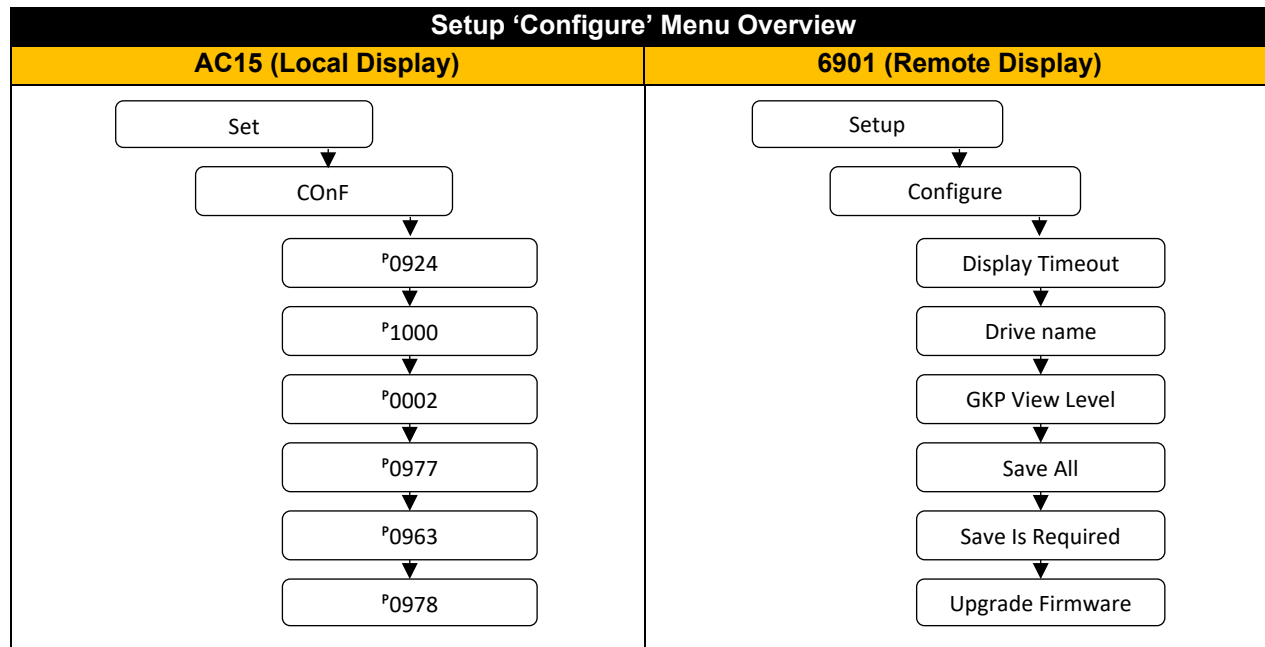 Setup ‘Configure’ Menu Overview
AC15 (Local Display)
6901 (Remote Display)
Set
COnF
ᴾ0924
ᴾ1000
ᴾ0002
ᴾ0977
ᴾ0963
ᴾ0978
Setup
Configure
Display Timeout
Drive name
GKP View Level
Save All
Save Is Required
Upgrade Firmware